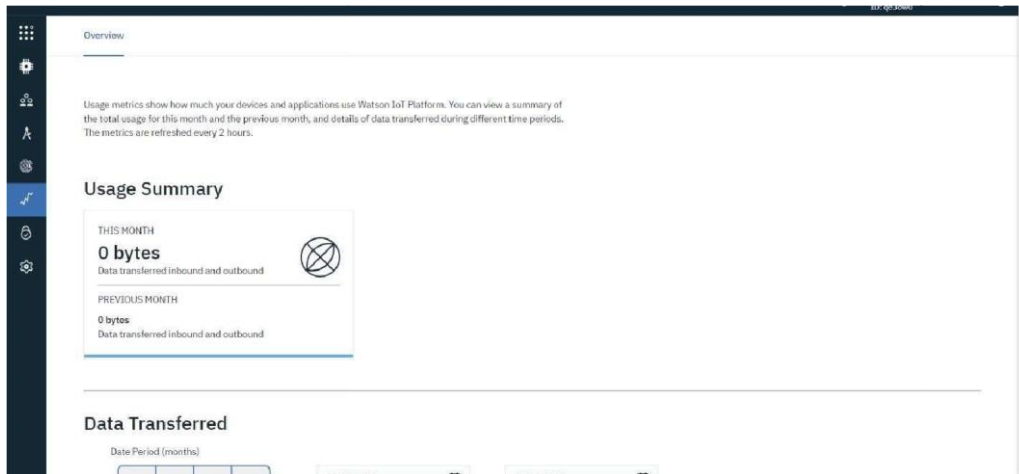 Overview
Usage metrics show how much your devices and applications use Watson IoT Platform. You can view a summary of
the total usage for this month and the previous month, and details of data transferred during different time periods.
The metrics are refreshed every 2 hours.
Usage Summary
THIS MONTH
0 bytes
Data transferred inbound and outbound
PREVIOUS MONTH
0 bytes
Data transferred inbound and outbound
Data Transferred
Date Period (months)